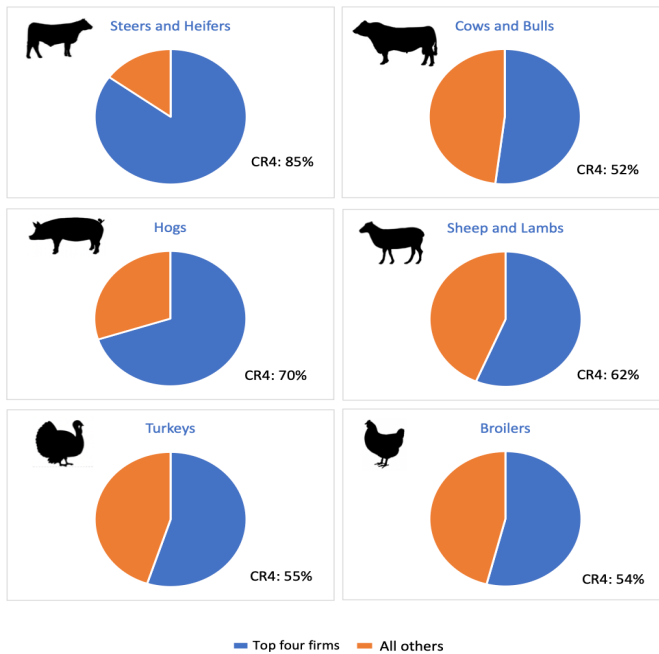 Steers and Heifers
CR4: 85%
Cows and Bulls
CR4: 52%
Hogs
CR4: 70%
Sheep and Lambs
CR4: 62%
Turkeys
CR4: 55%
Broilers
CR4: 54%
Top four firms
All others